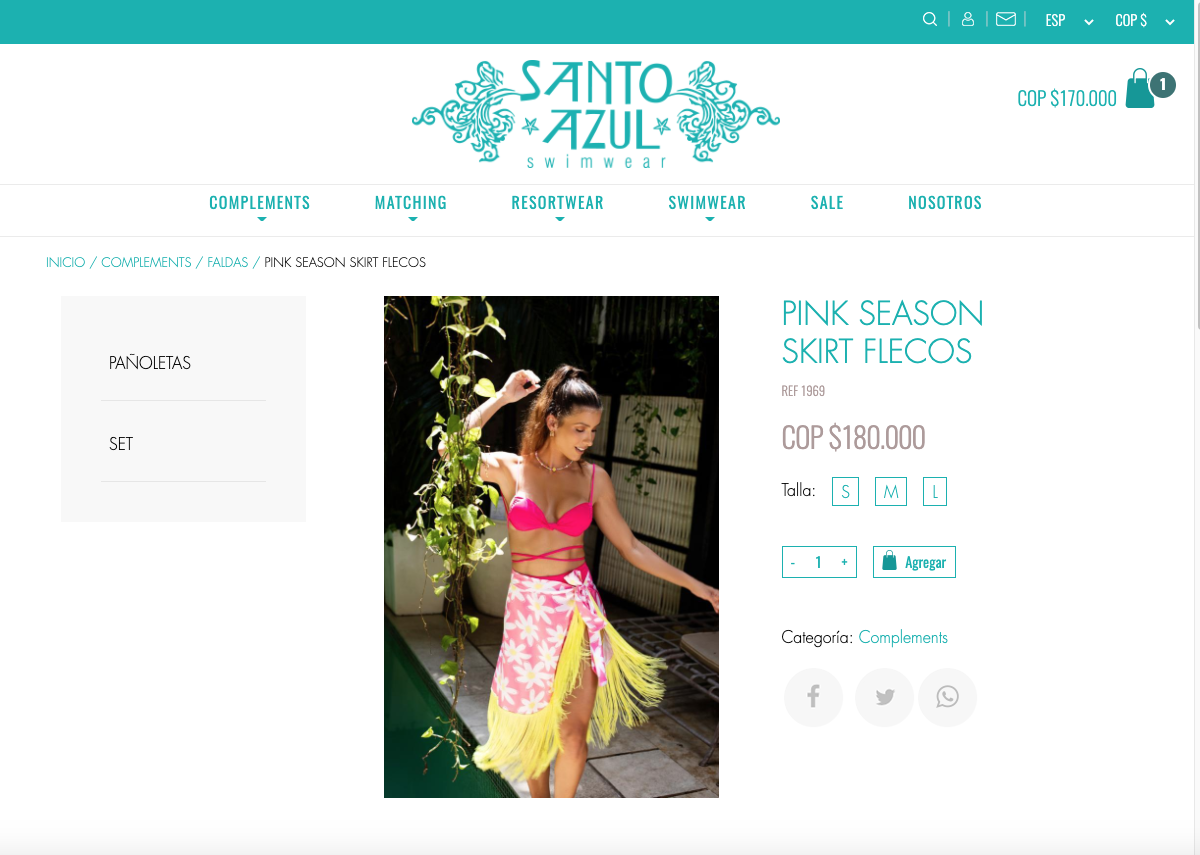 ESP COP $
SANTO
AZUL
swimwear
COP $170.000 1
COMPLEMENTS MATCHING RESORTWEAR SWIMWEAR SALE NOSOTROS
INICIO / COMPLEMENTS / FALDAS / PINK SEASON SKIRT FLECOS
PAÑOLETAS
SET
PINK SEASON
SKIRT FLECOS
REF 1969
COP $180.000
Talla: S M L
- 1 + Agregar
Categoría: Complements